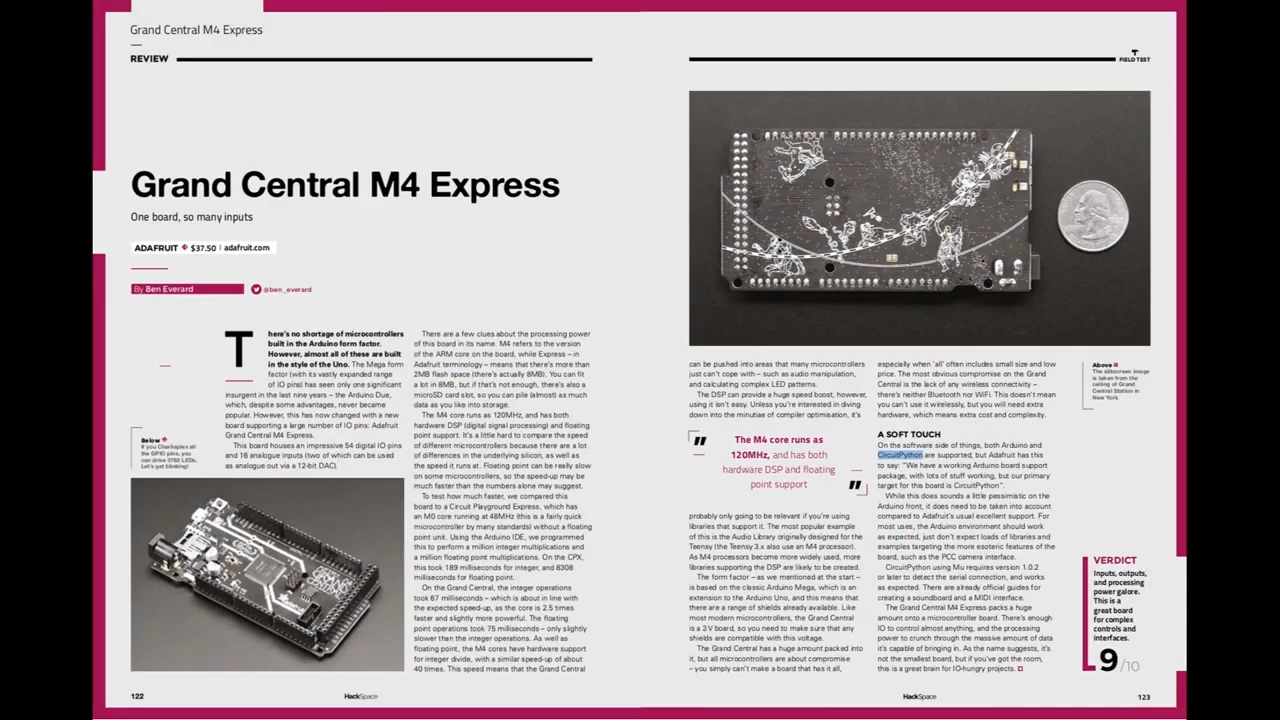 Grand Central M4 Express
REVIEW
FIELD TEST
Grand Central M4 Express
One board, so many inputs
ADAFRUIT $37.50 | adafruit.com
By Ben Everard
@ben_everard
There's no shortage of microcontrollers
built in the Arduino form factor.
However, almost all of these are built
in the style of the Uno. The Mega form
factor (with its vastly expanded range
of IO pins) has seen only one significant
insurgent in the last nine years – the Arduino Due,
which, despite some advantages, never became
popular. However, this has now changed with a new
board supporting a large number of IO pins: Adafruit
Grand Central M4 Express.
This board houses an impressive 54 digital IO pins
and 16 analogue inputs (two of which can be used
as analogue out via a 12-bit DAC).
Below
If you Charlieplex all
the GPIO pins, you
can drive 3782 LEDs.
Let's get blinking!
There are a few clues about the processing power
of this board in its name. M4 refers to the version
of the ARM core on the board, while Express – in
Adafruit terminology – means that there's more than
2MB flash space (there's actually 8MB). You can fit
a lot in 8MB, but if that's not enough, there's also a
microSD card slot, so you can pile (almost) as much
data as you like into storage.
The M4 core runs at 120MHz, and has both
hardware DSP (digital signal processing) and floating
point support. It's a little hard to compare the speed
of different microcontrollers because there are a lot
of differences in the underlying silicon, as well as
the speed it runs at. Floating point can be really slow
on some microcontrollers, so the speed-up may be
much faster than the numbers alone may suggest.
To test how much faster, we compared this
board to a Circuit Playground Express, which has
an M0 core running at 48MHz (this is a fairly quick
microcontroller by many standards) without a floating
point unit. Using the Arduino IDE, we programmed
this to perform a million integer multiplications and
a million floating point multiplications. On the CPX,
this took 189 milliseconds for integer, and 8308
milliseconds for floating point.
On the Grand Central, the integer operations
took 67 milliseconds – which is about in line with
the expected speed-up, as the core is 2.5 times
faster and slightly more powerful. The floating
point operations took 75 milliseconds – only slightly
slower than the integer operations. As well as
floating point, the M4 cores have hardware support
for integer divide, with a similar speed-up of about
40 times. This speed means that the Grand Central
can be pushed into areas that many microcontrollers
just can't cope with – such as audio manipulation,
and calculating complex LED patterns.
The DSP can provide a huge speed boost, however,
using it isn't easy. Unless you're interested in diving
down into the minutiae of compiler optimisation, it's
"
The M4 core runs as
120MHz, and has both
hardware DSP and floating
point support
"
probably only going to be relevant if you're using
libraries that support it. The most popular example
of this is the Audio Library originally designed for the
Teensy (the Teensy 3.x also use an M4 processor).
As M4 processors become more widely used, more
libraries supporting the DSP are likely to be created.
The form factor – as we mentioned at the start –
is based on the classic Arduino Mega, which is an
extension to the Arduino Uno, and this means that
there are a range of shields already available. Like
most modern microcontrollers, the Grand Central
is a 3 V board, so you need to make sure that any
shields are compatible with this voltage.
The Grand Central has a huge amount packed into
it, but all microcontrollers are about compromise
– you simply can't make a board that has it all,
especially when 'all' often includes small size and low
price. The most obvious compromise on the Grand
Central is the lack of any wireless connectivity –
there's neither Bluetooth nor WiFi. This doesn't mean
you can't use it wirelessly, but you will need extra
hardware, which means extra cost and complexity.
A SOFT TOUCH
On the software side of things, both Arduino and
CircuitPython are supported, but Adafruit has this
to say: "We have a working Arduino board support
package, with lots of stuff working, but our primary
target for this board is CircuitPython".
While this does sounds a little pessimistic on the
Arduino front, it does need to be taken into account
compared to Adafruit's usual excellent support. For
most uses, the Arduino environment should work
as expected, just don't expect loads of libraries and
examples targeting the more esoteric features of the
board, such as the PCC camera interface.
CircuitPython using Mu requires version 1.0.2
or later to detect the serial connection, and works
as expected. There are already official guides for
creating a soundboard and a MIDI interface.
The Grand Central M4 Express packs a huge
amount onto a microcontroller board. There's enough
IO to control almost anything, and the processing
power to crunch through the massive amount of data
it's capable of bringing in. As the name suggests, it's
not the smallest board, but if you've got the room,
this is a great brain for IO-hungry projects.
Above
The silkscreen image
is taken from the
ceiling of Grand
Central Station in
New York
VERDICT
Inputs, outputs,
and processing
power galore.
This is a
great board
for complex
controls and
interfaces.
9/10
122
HackSpace
HackSpace
123